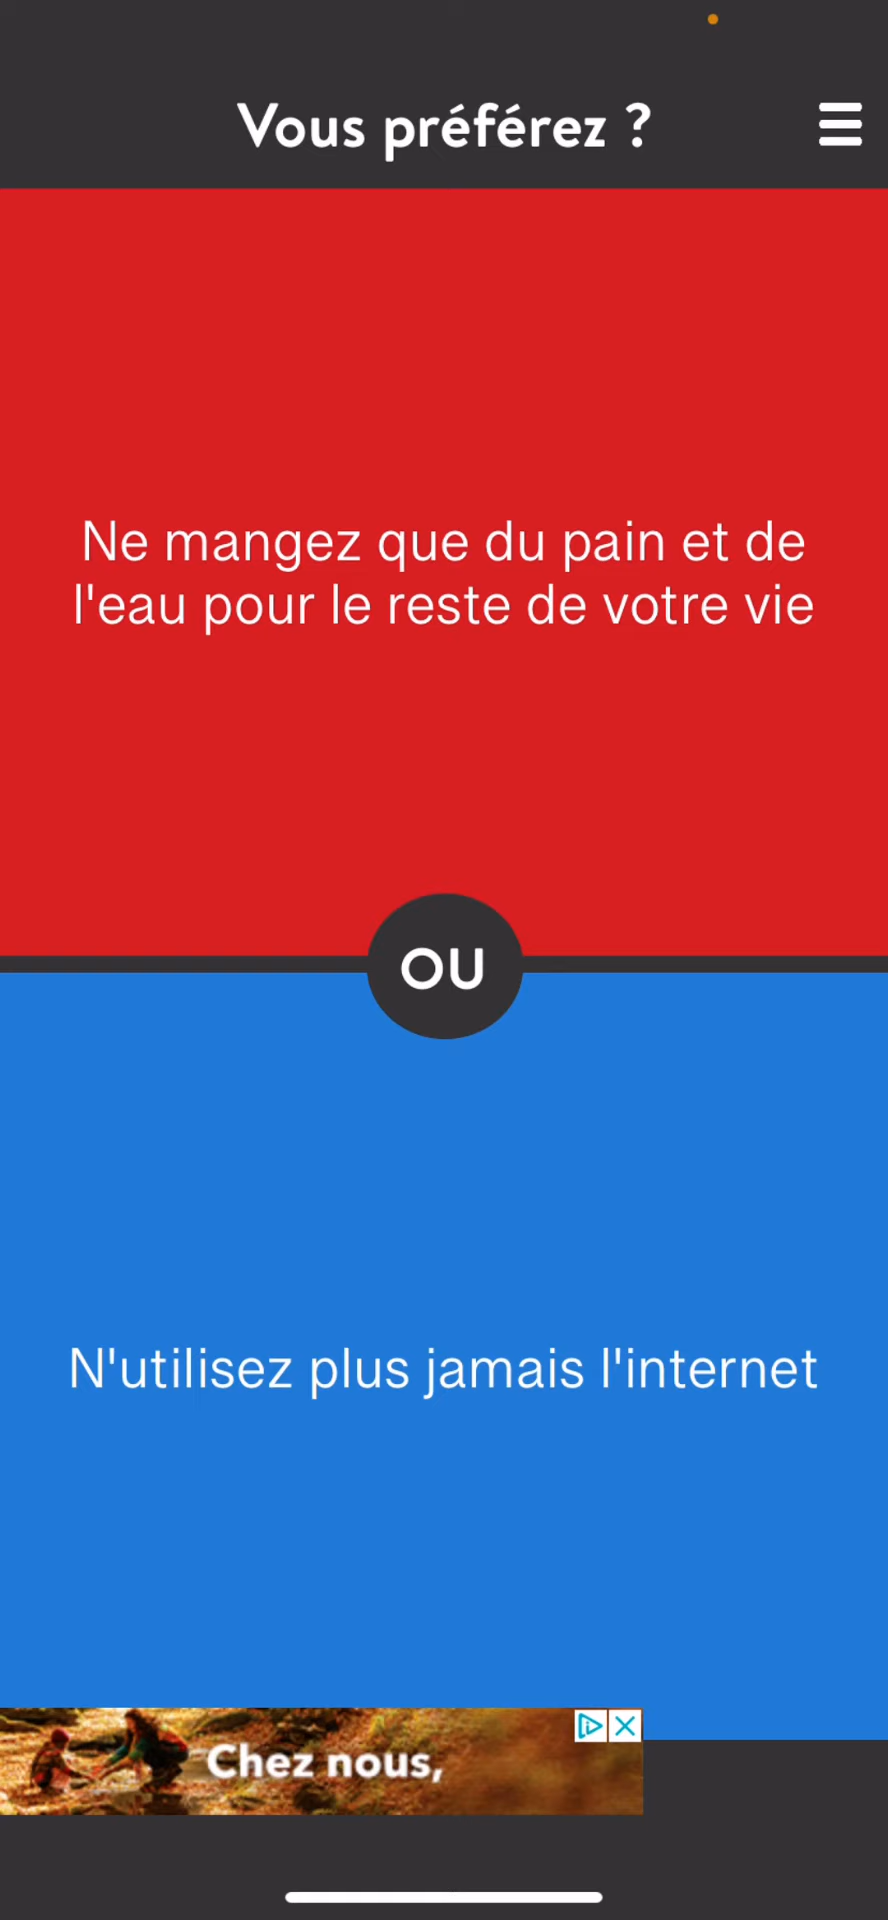 Vous préférez ?
Ne mangez que du pain et de
l'eau pour le reste de votre vie
OU
N'utilisez plus jamais l'internet
Chez nous,